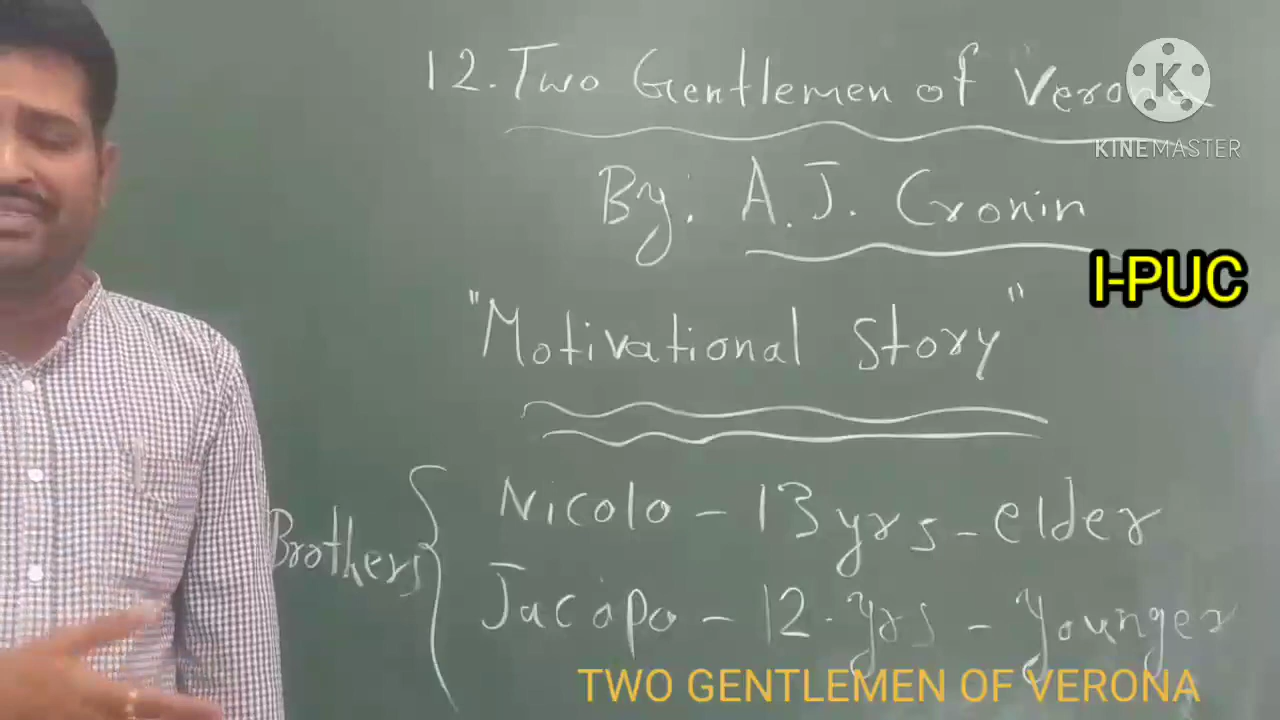 12. Two Gentlemen of Verona
K
KINEMASTER
By: A.J. Cronin
I-PUC
"Motivational Story"
Brothers { Nicolo - 13 yrs - elder
Jacopo - 12 - yrs - Younger
TWO GENTLEMEN OF VERONA